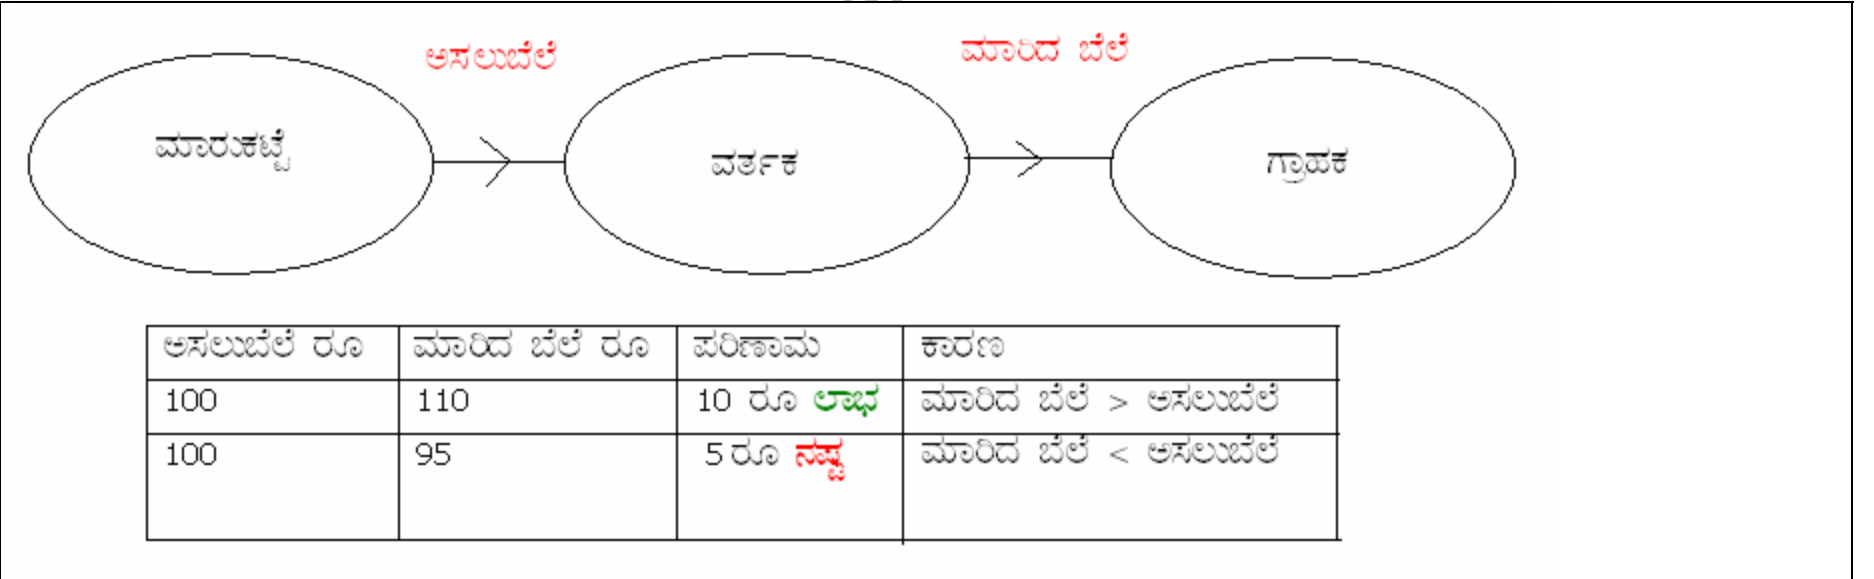 ಅಸಲುಬೆಲೆ ಮಾರಿದ ಬೆಲೆ
ಮಾರುಕಟ್ಟೆ ವರ್ತಕ ಗ್ರಾಹಕ
ಅಸಲುಬೆಲೆ ರೂ ಮಾರಿದ ಬೆಲೆ ರೂ ಪರಿಣಾಮ ಕಾರಣ
100 110 10 ರೂ ಲಾಭ ಮಾರಿದ ಬೆಲೆ > ಅಸಲುಬೆಲೆ
100 95 5 ರೂ ನಷ್ಟ ಮಾರಿದ ಬೆಲೆ < ಅಸಲುಬೆಲೆ